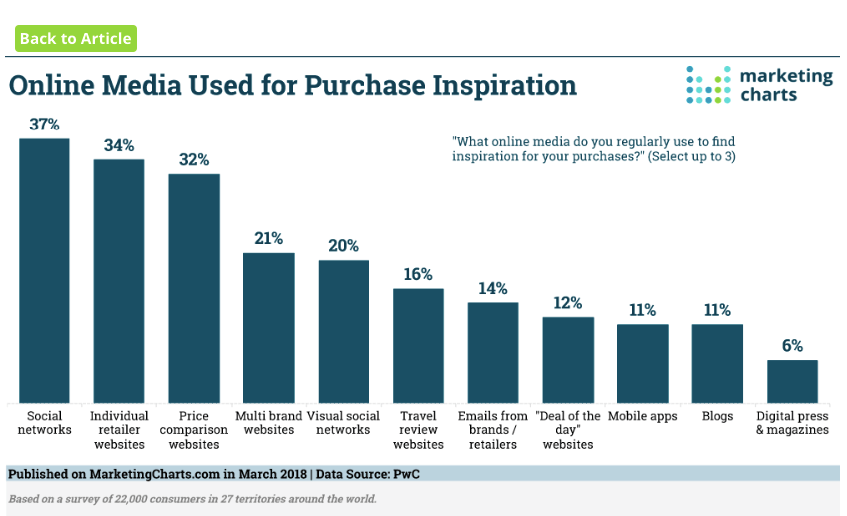 Back to Article
Online Media Used for Purchase Inspiration
marketing
charts
"What online media do you regularly use to find
inspiration for your purchases?" (Select up to 3)
37%
34%
32%
21%
20%
16%
14%
12%
11%
11%
6%
Social
networks
Individual
retailer
websites
Price
comparison
websites
Multi brand
websites
Visual social
networks
Travel
review
websites
Emails from
brands /
retailers
"Deal of the
day"
websites
Mobile apps
Blogs
Digital press
& magazines
Published on MarketingCharts.com in March 2018 | Data Source: PwC
Based on a survey of 22,000 consumers in 27 territories around the world.